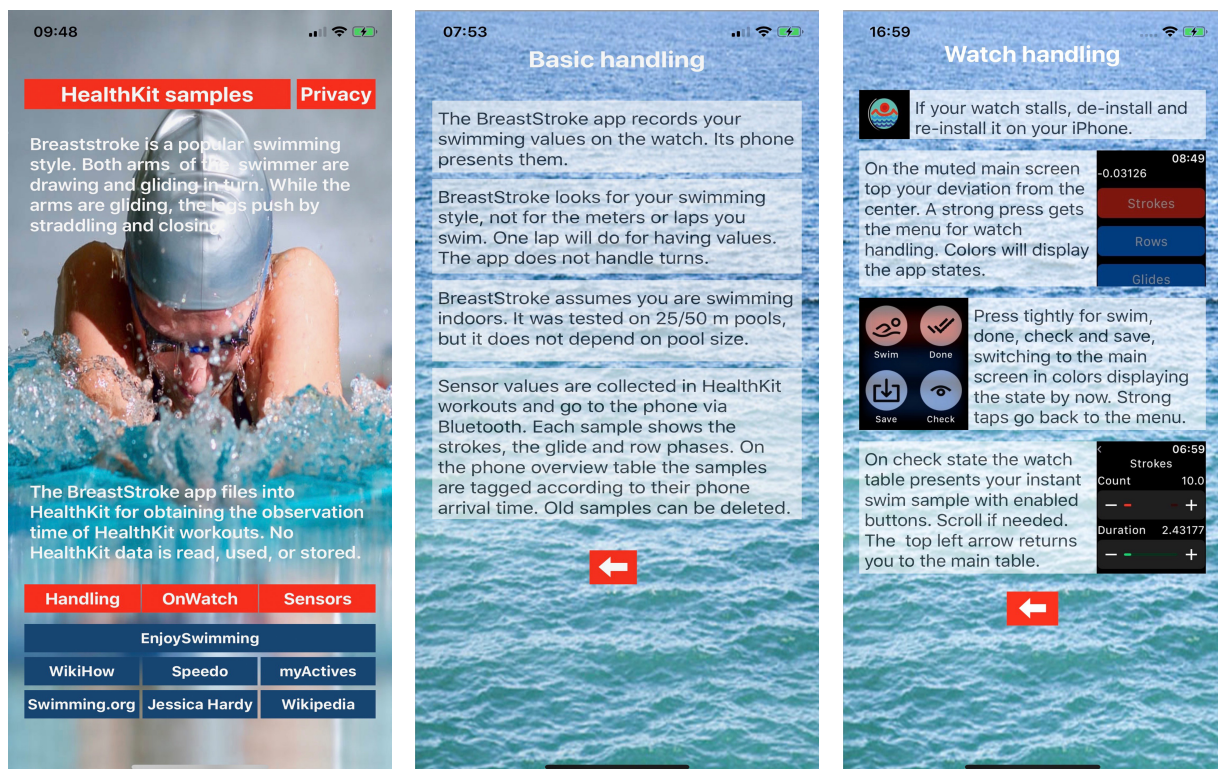 09:48
HealthKit samples
Privacy
Breaststroke is a popular swimming
style. Both arms of the swimmer are
drawing and gliding in turn. While the
arms are gliding, the legs push by
straddling and closing
The BreastStroke app files into
HealthKit for obtaining the observation
time of HealthKit workouts. No
HealthKit data is read, used, or stored.
Handling
OnWatch
Sensors
EnjoySwimming
WikiHow
Speedo
myActives
Swimming.org
Jessica Hardy
Wikipedia
07:53
Basic handling
The BreastStroke app records your
swimming values on the watch. Its phone
presents them.
BreastStroke looks for your swimming
style, not for the meters or laps you
swim. One lap will do for having values.
The app does not handle turns.
BreastStroke assumes you are swimming
indoors. It was tested on 25/50 m pools,
but it does not depend on pool size.
Sensor values are collected in HealthKit
workouts and go to the phone via
Bluetooth. Each sample shows the
strokes, the glide and row phases. On
the phone overview table the samples
are tagged according to their phone
arrival time. Old samples can be deleted.
16:59
Watch handling
If your watch stalls, de-install and
re-install it on your iPhone.
On the muted main screen
top your deviation from the
center. A strong press gets
the menu for watch
handling. Colors will display
the app states.
08:49
-0.03126
Strokes
Rows
Glides
Swim
Done
Save
Check
Press tightly for swim,
done, check and save,
switching to the main
screen in colors displaying
the state by now. Strong
taps go back to the menu.
On check state the watch
table presents your instant
swim sample with enabled
buttons. Scroll if needed.
The top left arrow returns
you to the main table.
06:59
Strokes
Count 10.0
Duration 2.43177